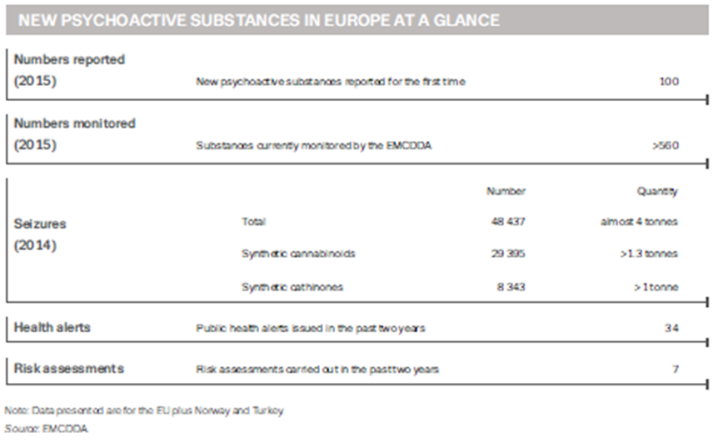 NEW PSYCHOACTIVE SUBSTANCES IN EUROPE AT A GLANCE
Numbers reported
(2015) New psychoactive substances reported for the first time 100
Numbers monitored
(2015) Substances currently monitored by the EMCDDA >560
Number Quantity
Seizures
(2014)
Total 48 437 almost 4 tonnes
Synthetic cannabinoids 29 395 >1.3 tonnes
Synthetic cathinones 8 343 >1 tonne
Health alerts Public health alerts issued in the past two years 34
Risk assessments Risk assessments carried out in the past two years 7
Note: Data presented are for the EU plus Norway and Turkey
Source: EMCDDA